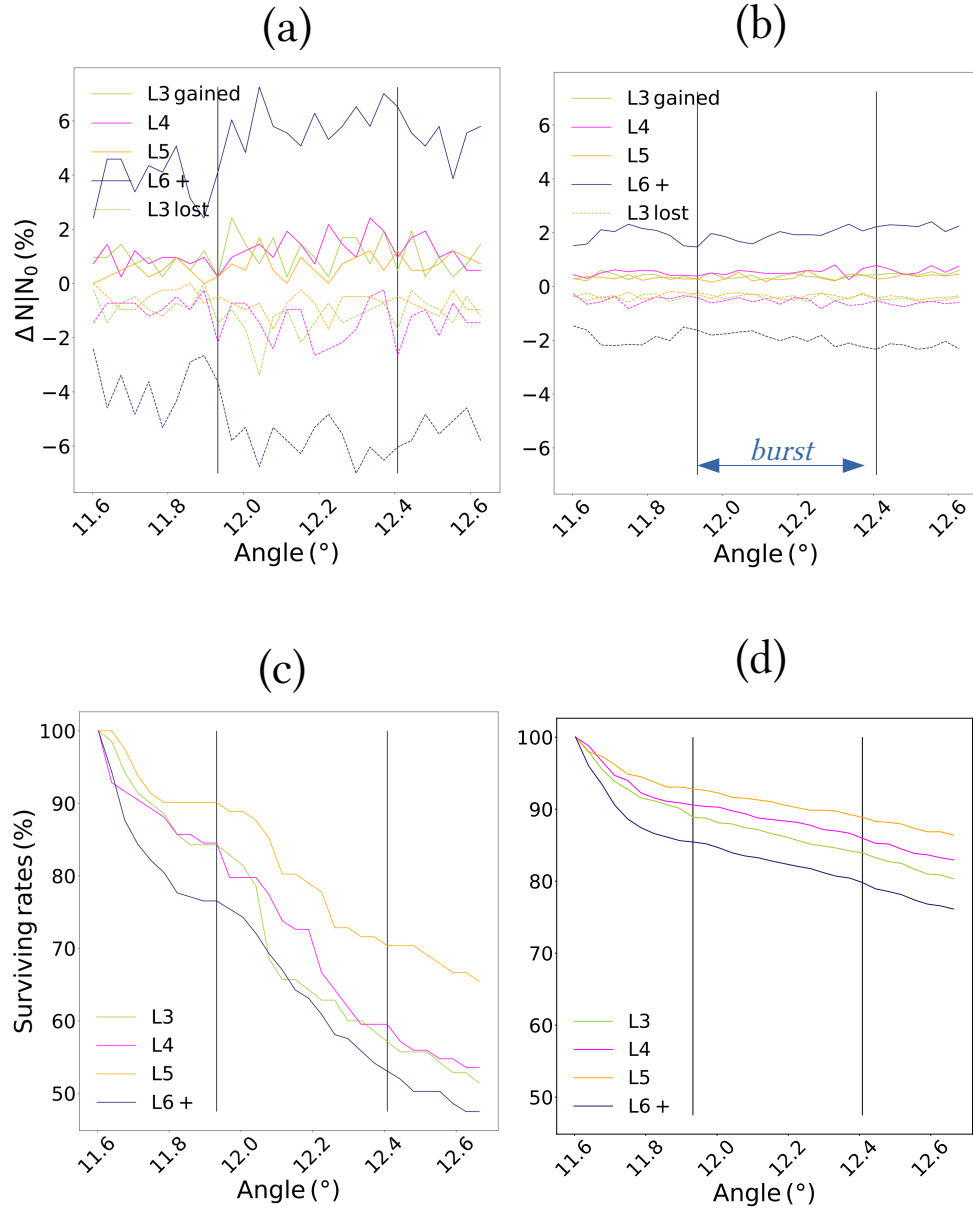 (a)
L3 gained
L4
L5
L6 +
L3 lost
6
4
2
0
−2
−4
−6
Δ N|N₀ (%)
11.6
11.8
12.0
12.2
12.4
12.6
Angle (°)
(b)
L3 gained
L4
L5
L6 +
L3 lost
6
4
2
0
−2
−4
−6
burst
11.6
11.8
12.0
12.2
12.4
12.6
Angle (°)
(c)
100
90
80
70
60
50
Surviving rates (%)
L3
L4
L5
L6 +
11.6
11.8
12.0
12.2
12.4
12.6
Angle (°)
(d)
100
90
80
70
60
50
L3
L4
L5
L6 +
11.6
11.8
12.0
12.2
12.4
12.6
Angle (°)